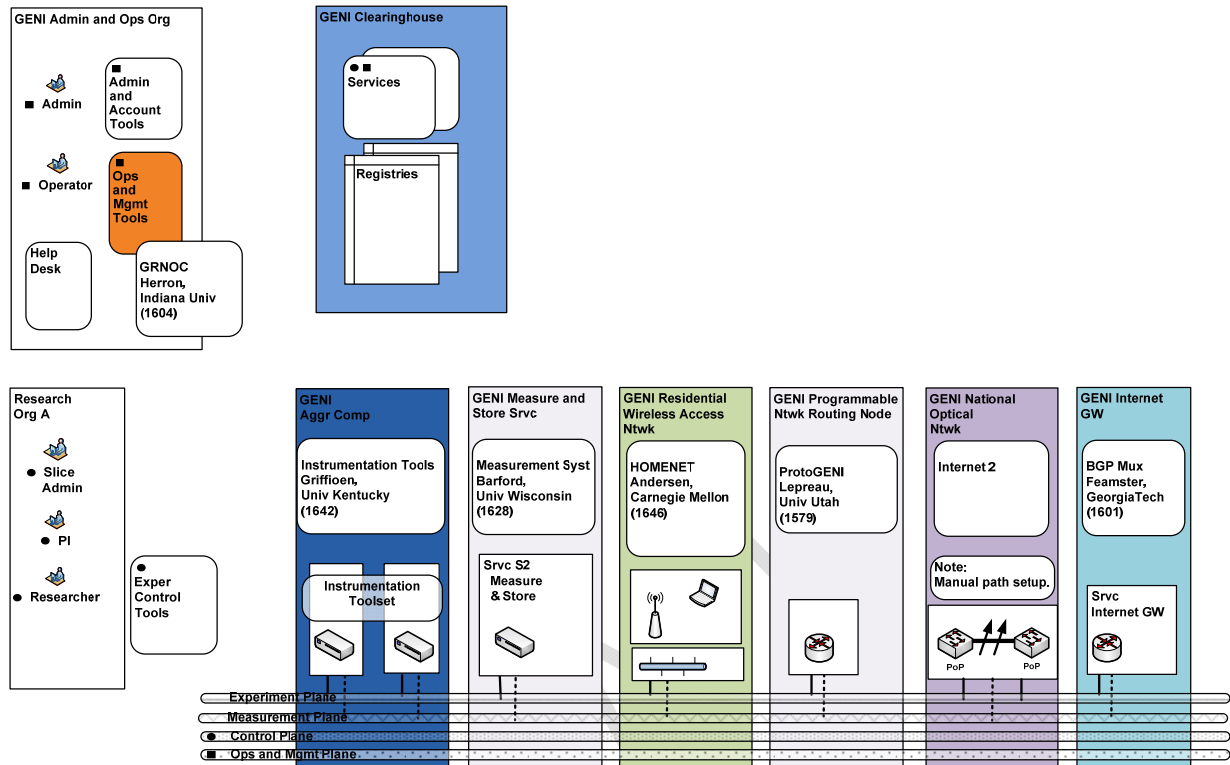 GENI Admin and Ops Org
Admin
Admin
and
Account
Tools
Operator
Ops
and
Mgmt
Tools
Help
Desk
GRNOC
Herron,
Indiana Univ
(1604)
GENI Clearinghouse
Services
Registries
Research
Org A
Slice
Admin
PI
Researcher
Exper
Control
Tools
GENI
Aggr Comp
Instrumentation Tools
Griffioen,
Univ Kentucky
(1642)
Instrumentation
Toolset
GENI Measure and
Store Srvc
Measurement Syst
Barford,
Univ Wisconsin
(1628)
Srvc S2
Measure
& Store
GENI Residential
Wireless Access
Ntwk
HOMENET
Andersen,
Carnegie Mellon
(1646)
GENI Programmable
Ntwk Routing Node
ProtoGENI
Lepreau,
Univ Utah
(1579)
GENI National
Optical
Ntwk
Internet 2
Note:
Manual path setup.
PoP
PoP
GENI Internet
GW
BGP Mux
Feamster,
GeorgiaTech
(1601)
Srvc
Internet GW
Experiment Plane
Measurement Plane
Control Plane
Ops and Mgmt Plane